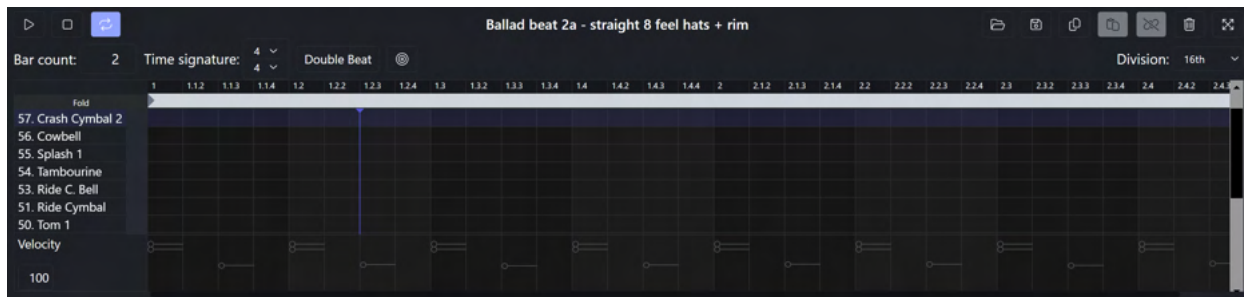 Ballad beat 2a - straight 8 feel hats + rim
Bar count: 2 Time signature: 4 4 Double Beat Division: 16th
1 1.1.2 1.1.3 1.1.4 1.2 1.2.2 1.2.3 1.2.4 1.3 1.3.2 1.3.3 1.3.4 1.4 1.4.2 1.4.3 1.4.4 2 2.1.2 2.1.3 2.1.4 2.2 2.2.2 2.2.3 2.2.4 2.3 2.3.2 2.3.3 2.3.4 2.4 2.4.2 2.4.3
Fold
57. Crash Cymbal 2
56. Cowbell
55. Splash 1
54. Tambourine
53. Ride C. Bell
51. Ride Cymbal
50. Tom 1
Velocity
100